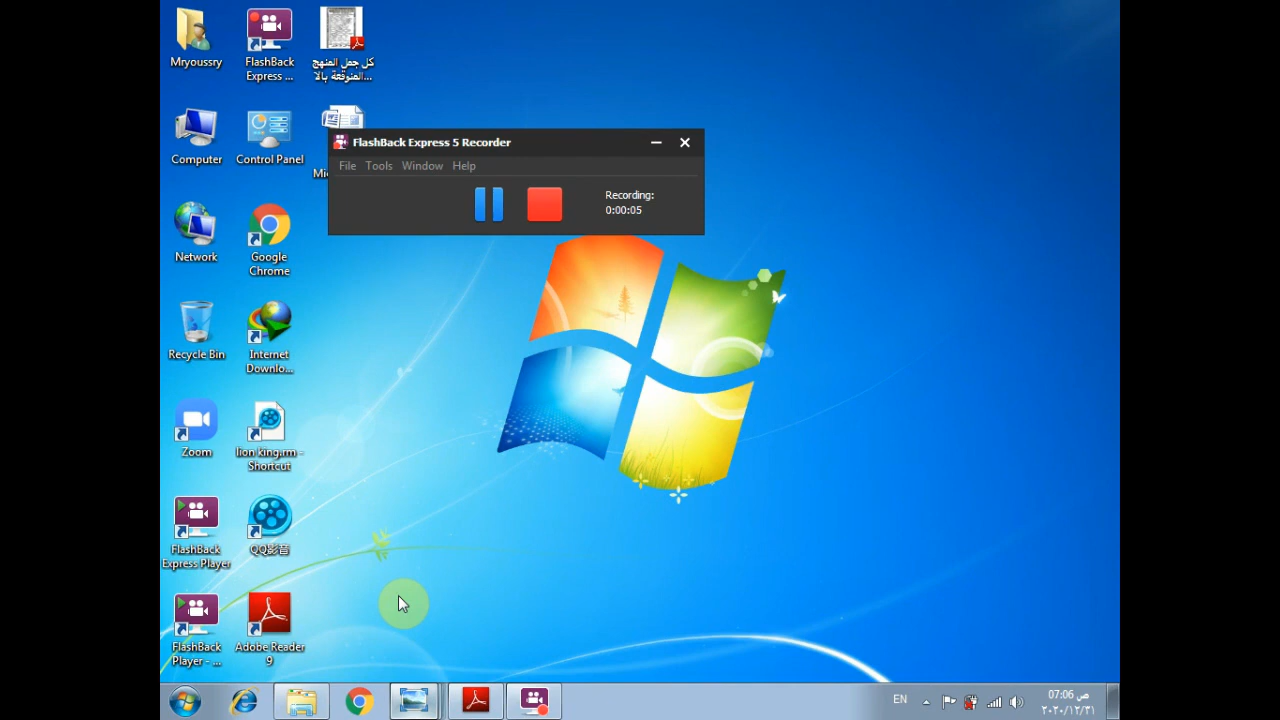 Mryoussry
FlashBack
Express ...
كل جمل المنهج
المتوقعة بالا...
Computer
Control Panel
FlashBack Express 5 Recorder
File Tools Window Help
Recording:
0:00:05
Network
Google
Chrome
Recycle Bin
Internet
Downlo...
Zoom
lion king.rm -
Shortcut
FlashBack
Express Player
QQ影音
FlashBack
Player - ...
Adobe Reader
9
EN
07:06 ص
٢٠٢٠/١٢/٣١